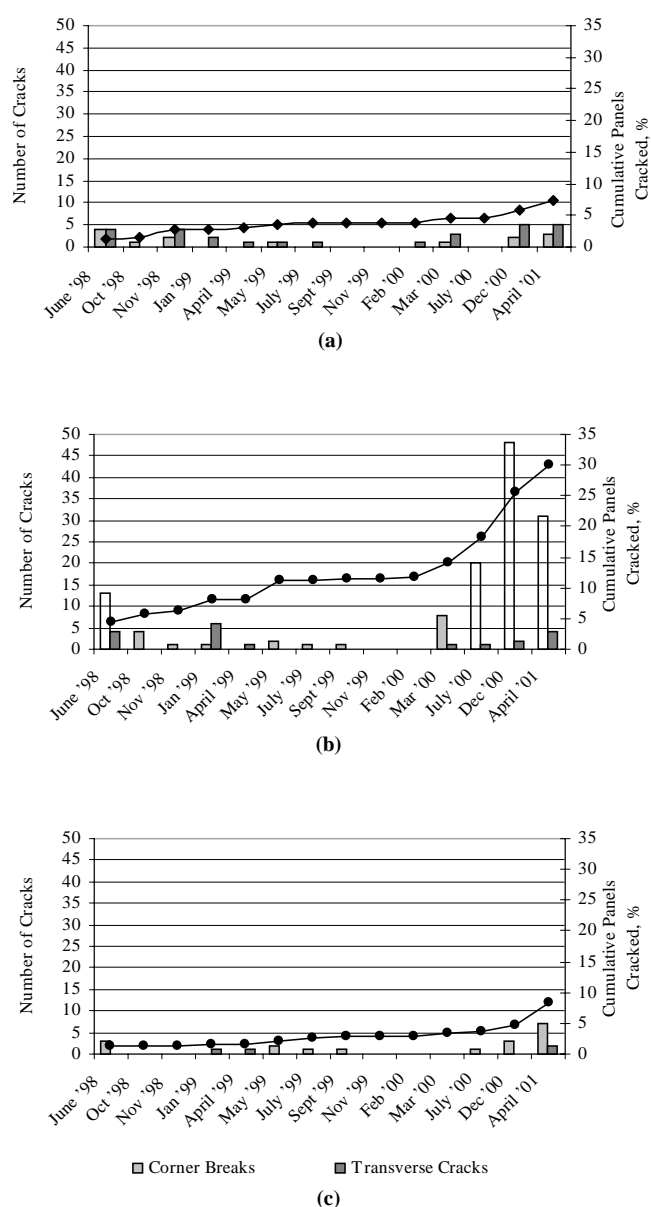 50
45
40
35
30
25
20
15
10
5
0
Number of Cracks
35
30
25
20
15
10
5
0
Cumulative Panels
Cracked, %
June '98
Oct '98
Nov '98
Jan '99
April '99
May '99
July '99
Sept '99
Nov '99
Feb '00
Mar '00
July '00
Dec '00
April '01
(a)
50
45
40
35
30
25
20
15
10
5
0
Number of Cracks
35
30
25
20
15
10
5
0
Cumulative Panels
Cracked, %
June '98
Oct '98
Nov '98
Jan '99
April '99
May '99
July '99
Sept '99
Nov '99
Feb '00
Mar '00
July '00
Dec '00
April '01
(b)
50
45
40
35
30
25
20
15
10
5
0
Number of Cracks
35
30
25
20
15
10
5
0
Cumulative Panels
Cracked, %
June '98
Oct '98
Nov '98
Jan '99
April '99
May '99
July '99
Sept '99
Nov '99
Feb '00
Mar '00
July '00
Dec '00
April '01
Corner Breaks
Transverse Cracks
(c)